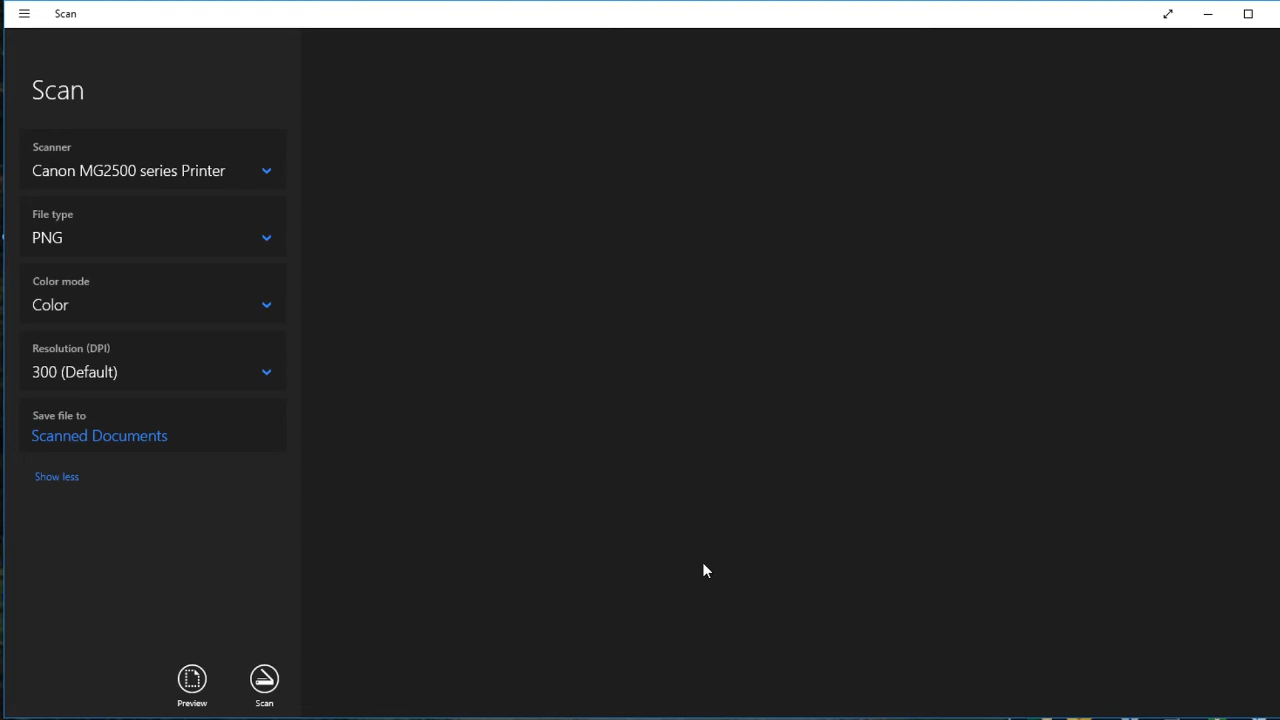 Scan
Scan
Scanner
Canon MG2500 series Printer
File type
PNG
Color mode
Color
Resolution (DPI)
300 (Default)
Save file to
Scanned Documents
Show less
Preview
Scan